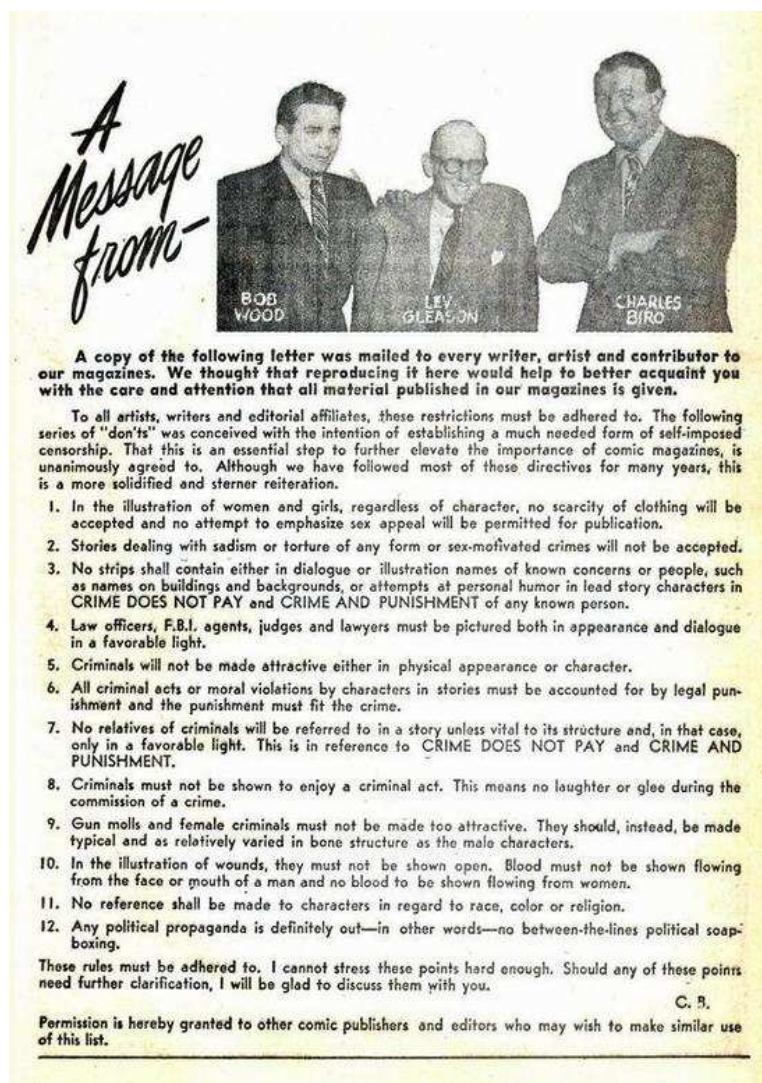 A
Message
from—
BOB
WOOD
LEV
GLEASON
CHARLES
BIRO
A copy of the following letter was mailed to every writer, artist and contributor to
our magazines. We thought that reproducing it here would help to better acquaint you
with the care and attention that all material published in our magazines is given.
To all artists, writers and editorial affiliates, these restrictions must be adhered to. The following
series of "don'ts" was conceived with the intention of establishing a much needed form of self-imposed
censorship. That this is an essential step to further elevate the importance of comic magazines, is
unanimously agreed to. Although we have followed most of these directives for many years, this
is a more solidified and sterner reiteration.
1. In the illustration of women and girls, regardless of character, no scarcity of clothing will be
accepted and no attempt to emphasize sex appeal will be permitted for publication.
2. Stories dealing with sadism or torture of any form or sex-motivated crimes will not be accepted.
3. No strips shall contain either in dialogue or illustration names of known concerns or people, such
as names on buildings and backgrounds, or attempts at personal humor in lead story characters in
CRIME DOES NOT PAY and CRIME AND PUNISHMENT of any known person.
4. Law officers, F.B.I. agents, judges and lawyers must be pictured both in appearance and dialogue
in a favorable light.
5. Criminals will not be made attractive either in physical appearance or character.
6. All criminal acts or moral violations by characters in stories must be accounted for by legal pun-
ishment and the punishment must fit the crime.
7. No relatives of criminals will be referred to in a story unless vital to its structure and, in that case,
only in a favorable light. This is in reference to CRIME DOES NOT PAY and CRIME AND
PUNISHMENT.
8. Criminals must not be shown to enjoy a criminal act. This means no laughter or glee during the
commission of a crime.
9. Gun molls and female criminals must not be made too attractive. They should, instead, be made
typical and as relatively varied in bone structure as the male characters.
10. In the illustration of wounds, they must not be shown open. Blood must not be shown flowing
from the face or mouth of a man and no blood to be shown flowing from women.
11. No reference shall be made to characters in regard to race, color or religion.
12. Any political propaganda is definitely out—in other words—no between-the-lines political soap-
boxing.
These rules must be adhered to. I cannot stress these points hard enough. Should any of these points
need further clarification, I will be glad to discuss them with you.
C. B.
Permission is hereby granted to other comic publishers and editors who may wish to make similar use
of this list.